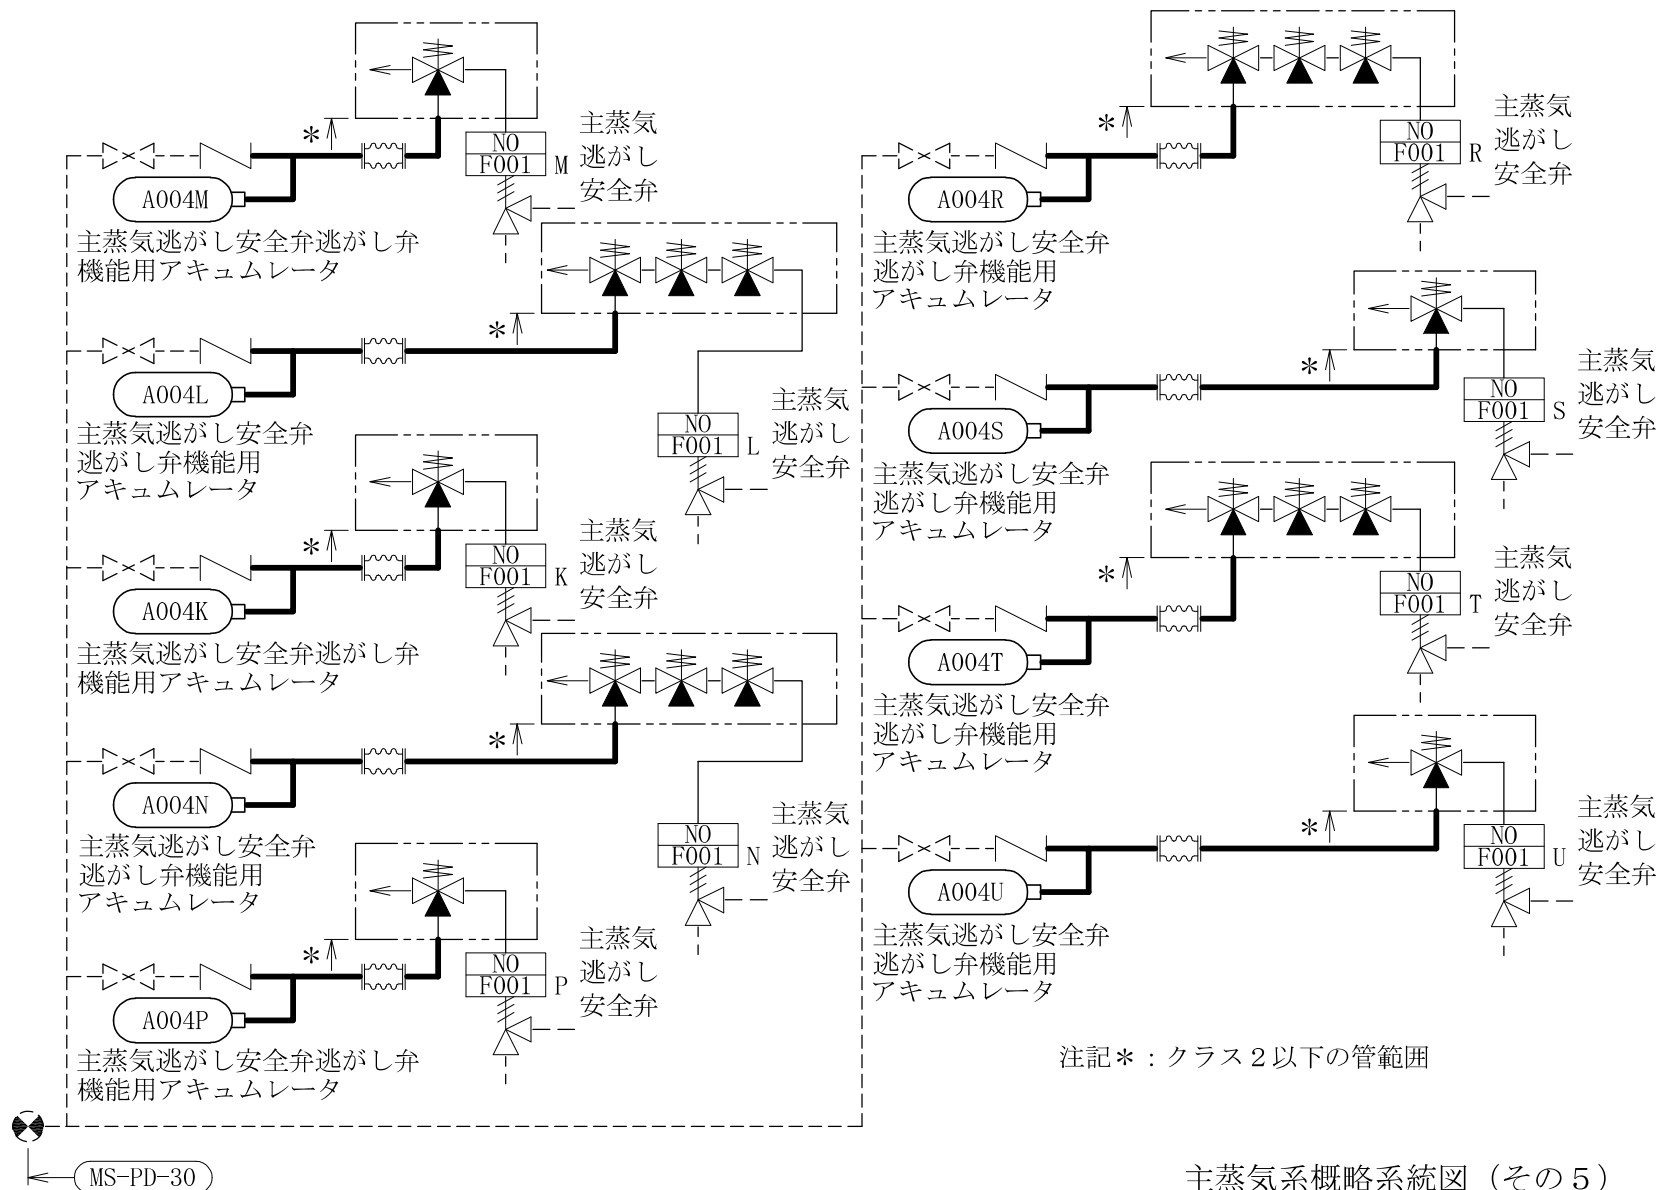 *
NO
F001 M
主蒸気
逃がし
安全弁
A004M
主蒸気逃がし安全弁逃がし弁
機能用アキュムレータ
*
A004L
主蒸気逃がし安全弁
逃がし弁機能用
アキュムレータ
NO
F001 L
主蒸気
逃がし
安全弁
*
NO
F001 K
主蒸気
逃がし
安全弁
A004K
主蒸気逃がし安全弁逃がし弁
機能用アキュムレータ
*
A004N
主蒸気逃がし安全弁
逃がし弁機能用
アキュムレータ
NO
F001 N
主蒸気
逃がし
安全弁
*
NO
F001 P
主蒸気
逃がし
安全弁
A004P
主蒸気逃がし安全弁逃がし弁
機能用アキュムレータ
MS-PD-30
*
NO
F001 R
主蒸気
逃がし
安全弁
A004R
主蒸気逃がし安全弁
逃がし弁機能用
アキュムレータ
*
NO
F001 S
主蒸気
逃がし
安全弁
A004S
主蒸気逃がし安全弁
逃がし弁機能用
アキュムレータ
*
NO
F001 T
主蒸気
逃がし
安全弁
A004T
主蒸気逃がし安全弁
逃がし弁機能用
アキュムレータ
*
NO
F001 U
主蒸気
逃がし
安全弁
A004U
主蒸気逃がし安全弁
逃がし弁機能用
アキュムレータ
注記＊：クラス２以下の管範囲
主蒸気系概略系統図（その５）